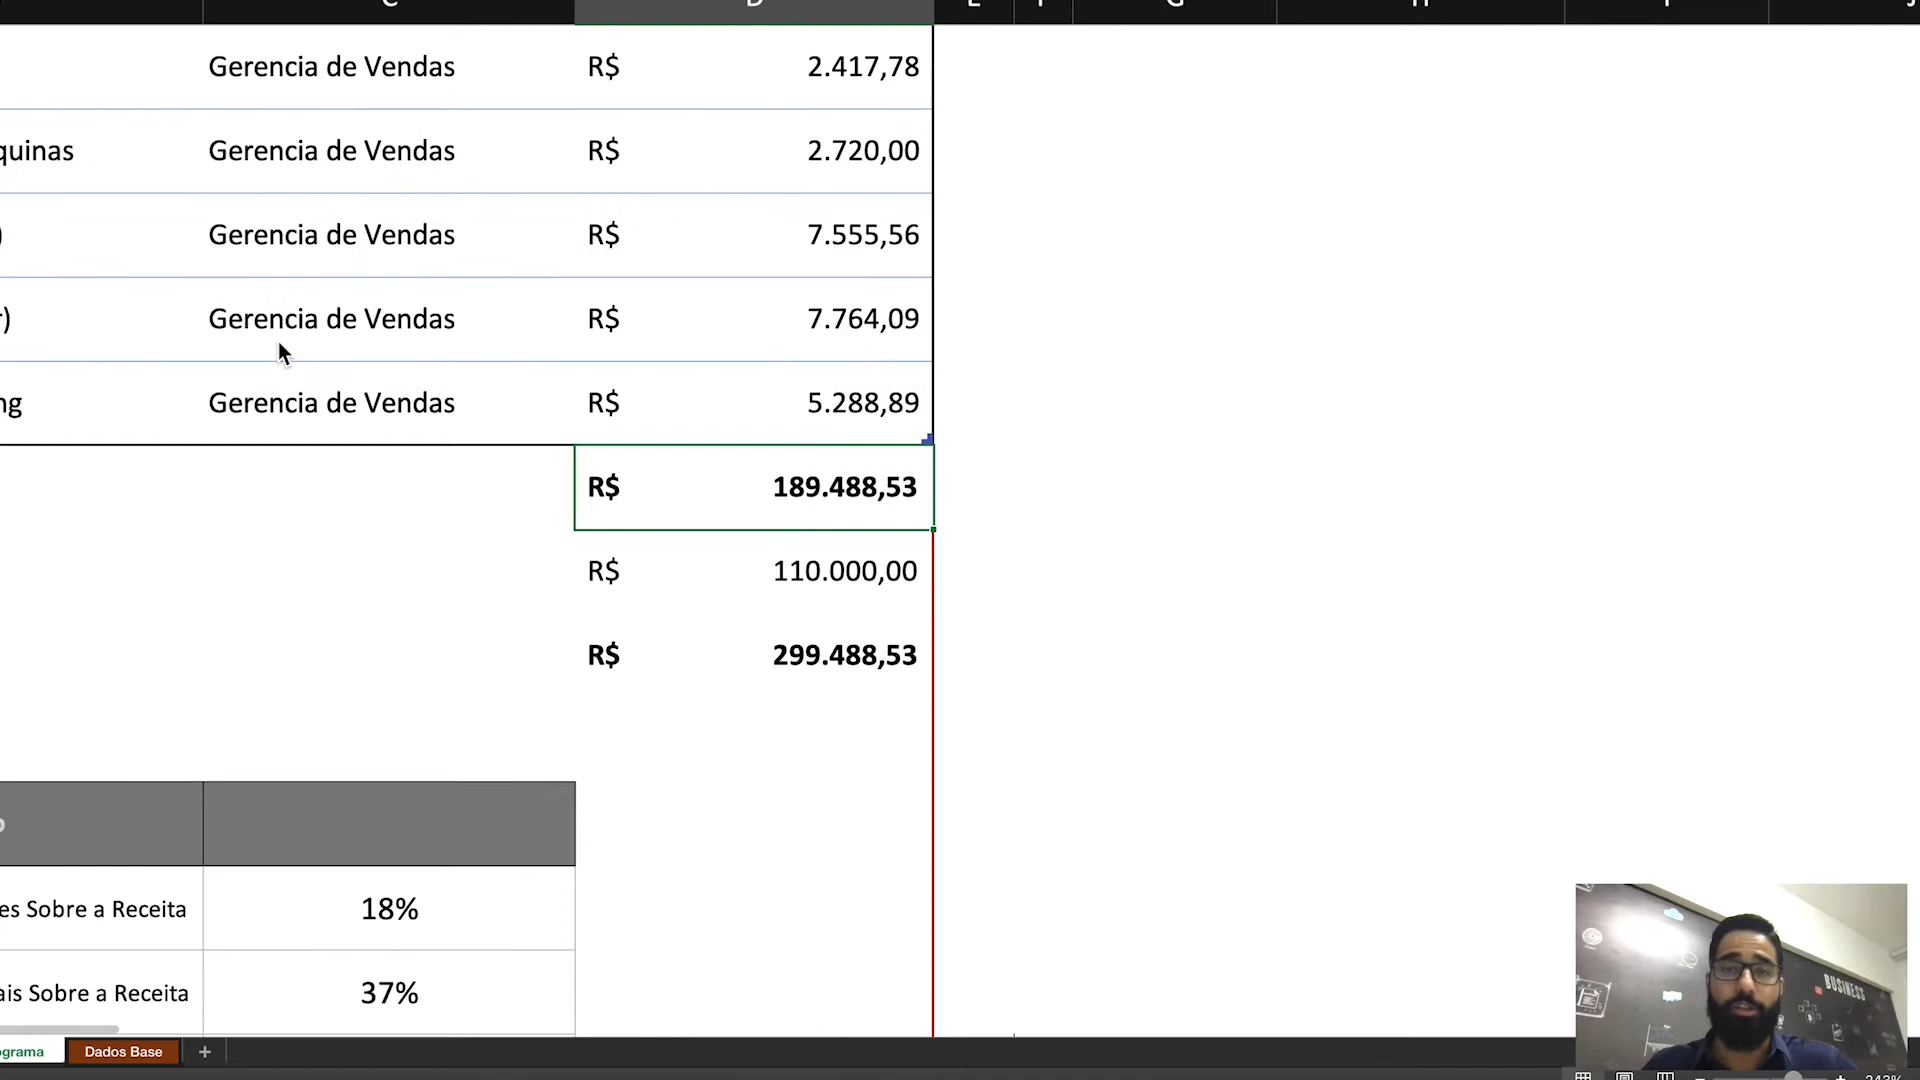 C D E F G H I J
Gerencia de Vendas R$ 2.417,78
quinas Gerencia de Vendas R$ 2.720,00
) Gerencia de Vendas R$ 7.555,56
r) Gerencia de Vendas R$ 7.764,09
ng Gerencia de Vendas R$ 5.288,89
R$ 189.488,53
R$ 110.000,00
R$ 299.488,53
o
es Sobre a Receita 18%
ais Sobre a Receita 37%
BUSINESS
ograma Dados Base +